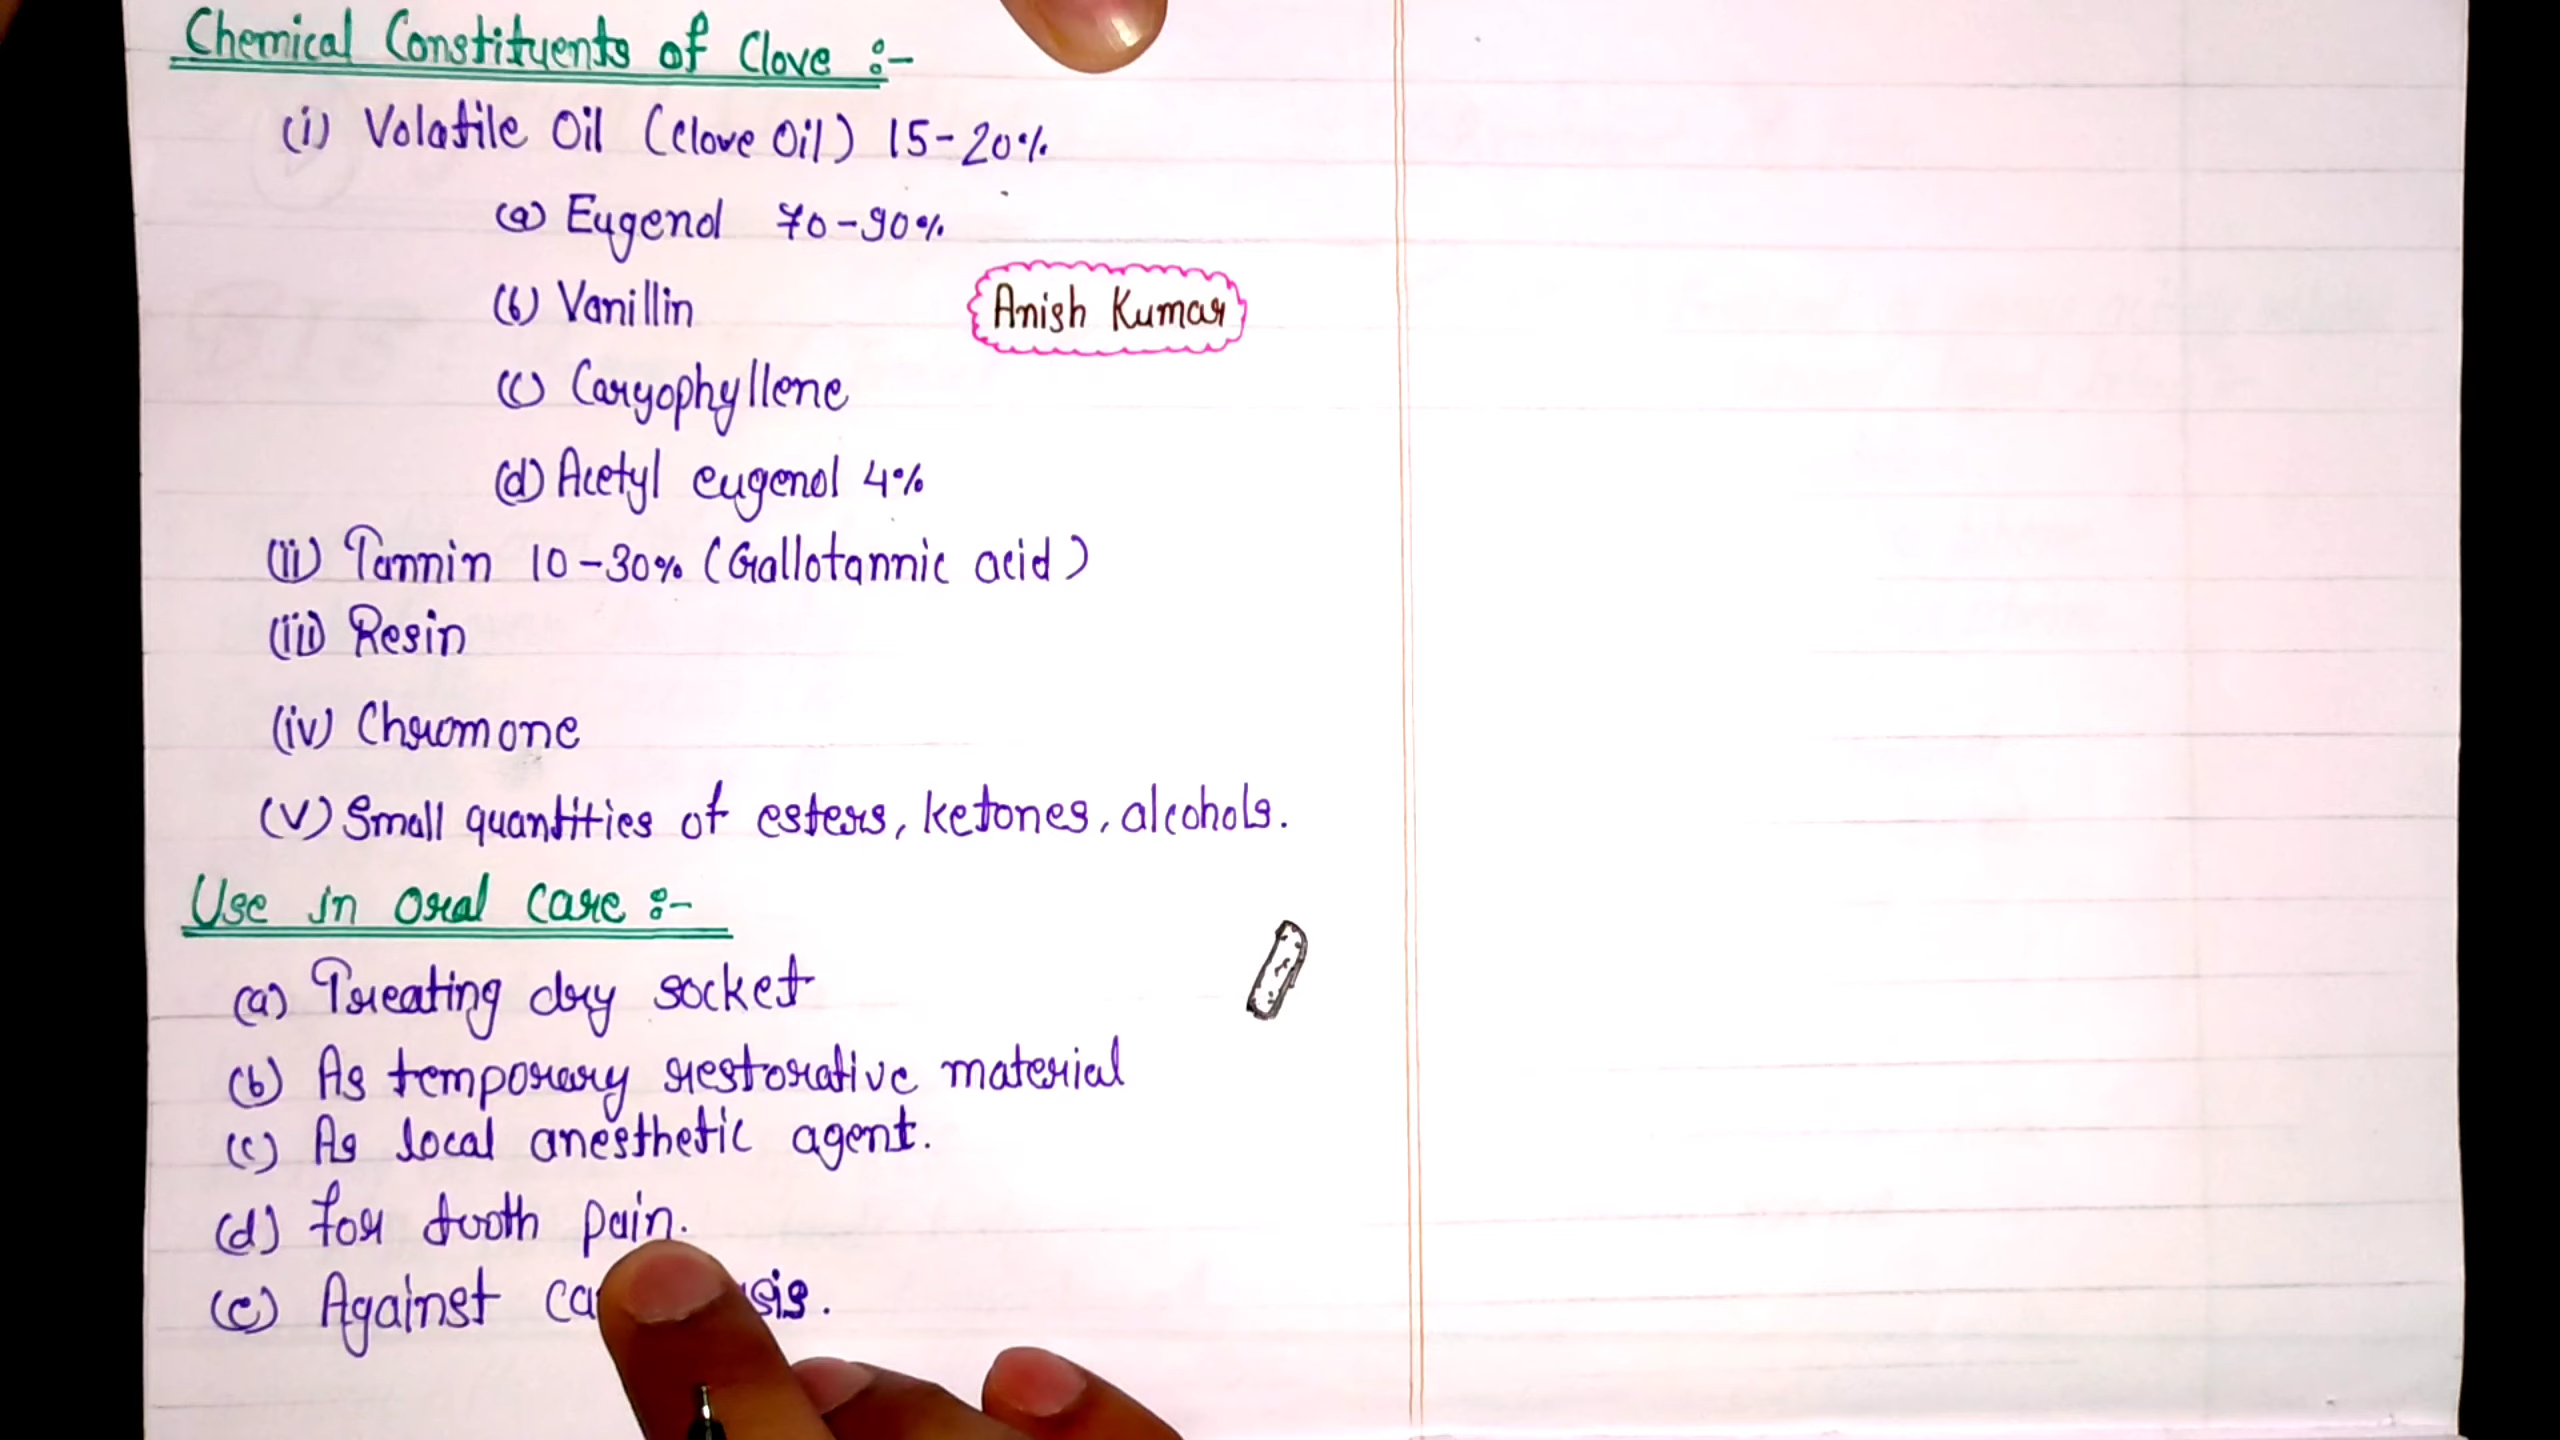 Chemical Constituents of Clove :-
(i) Volatile Oil (Clove Oil) 15-20%
(a) Eugenol 70-90%
(b) Vanillin
Anish Kumar
(c) Caryophyllene
(d) Acetyl eugenol 4%
(ii) Tannin 10-30% (Gallotannic acid)
(iii) Resin
(iv) Chromone
(v) Small quantities of esters, ketones, alcohols.
Use in oral care :-
(a) Treating dry socket
(b) As temporary restorative material
(c) As local anesthetic agent.
(d) for tooth pain.
(e) Against